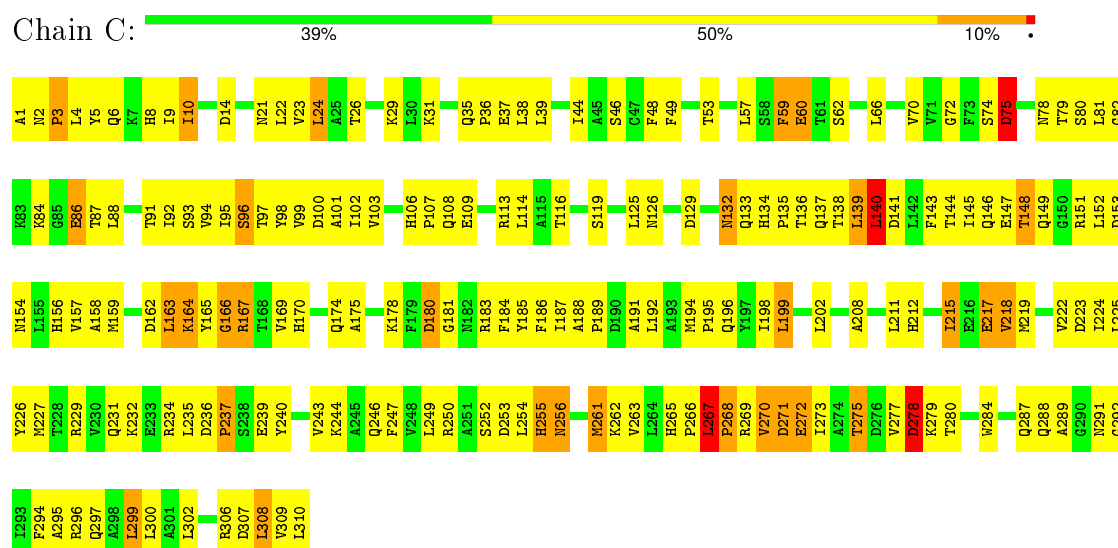 Chain C:
39% 50% 10% •
A1 N2 P3 L4 Y5 Q6 K7 H8 I9 I10 D14 N21 L22 V23 L24 A25 T26 K29 L30 K31 Q35 P36 E37 L38 L39 I44 A45 S46 C47 F48 F49 T53 L57 S58 F59 E60 T61 S62 L66 V70 V71 G72 F73 S74 D75 N78 T79 S80 L81 G82
K83 K84 G85 E86 T87 L88 T91 I92 S93 V94 I95 S96 T97 Y98 V99 D100 A101 I102 V103 H106 P107 Q108 E109 R113 L114 A115 T116 S119 L125 N126 D129 N132 Q133 H134 P135 T136 Q137 T138 L139 L140 D141 L142 F143 T144 I145 Q146 E147 T148 Q149 G150 R151 L152 D153
N154 L155 H156 V157 A158 M159 D162 L163 K164 Y165 G166 R167 T168 V169 H170 Q174 A175 K178 F179 D180 G181 N182 R183 F184 Y185 F186 I187 A188 P189 D190 A191 L192 A193 M194 P195 Q196 Y197 I198 L199 L202 A208 L211 H212 I215 E216 E217 V218 M219 V222 D223 I224 L225
Y226 M227 T228 R229 V230 Q231 K232 E233 R234 L235 D236 P237 S238 E239 Y240 V243 K244 A245 Q246 F247 V248 L249 R250 A251 S252 D253 L254 H255 N256 M261 K262 V263 L264 H265 P266 L267 P268 R269 V270 D271 E272 I273 A274 T275 D276 V277 D278 K279 T280 W284 Q287 Q288 A289 G290 N291 G292
I293 F294 A295 R296 Q297 A298 L299 L300 A301 L302 R306 D307 L308 V309 L310